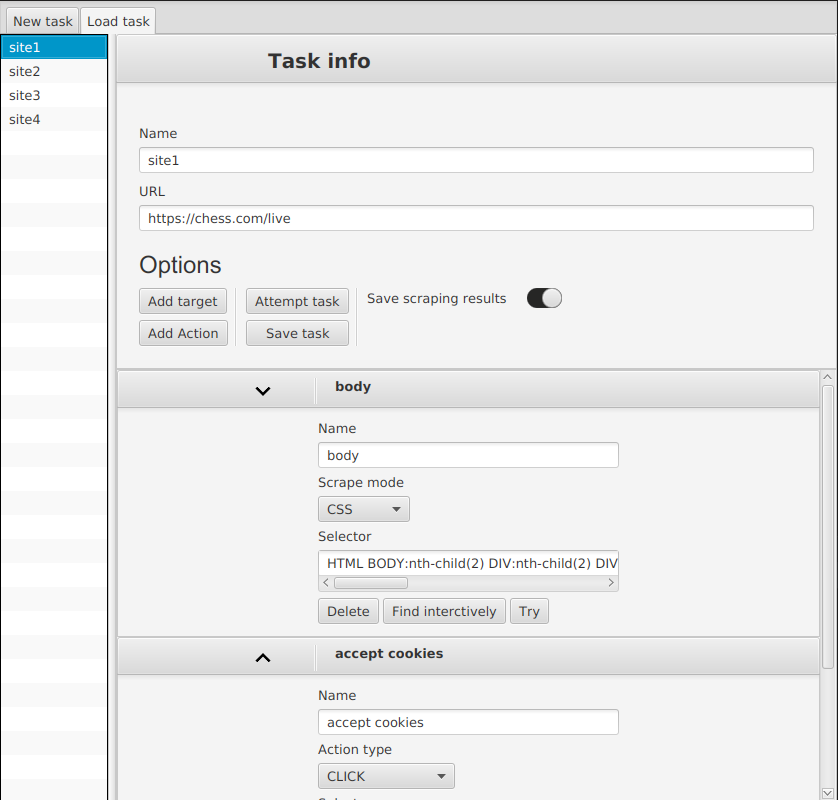 New task
Load task
site1
site2
site3
site4
Task info
Name
site1
URL
https://chess.com/live
Options
Add target
Attempt task
Save scraping results
Add Action
Save task
body
Name
body
Scrape mode
CSS
Selector
HTML BODY:nth-child(2) DIV:nth-child(2) DIV
Delete
Find interctively
Try
accept cookies
Name
accept cookies
Action type
CLICK